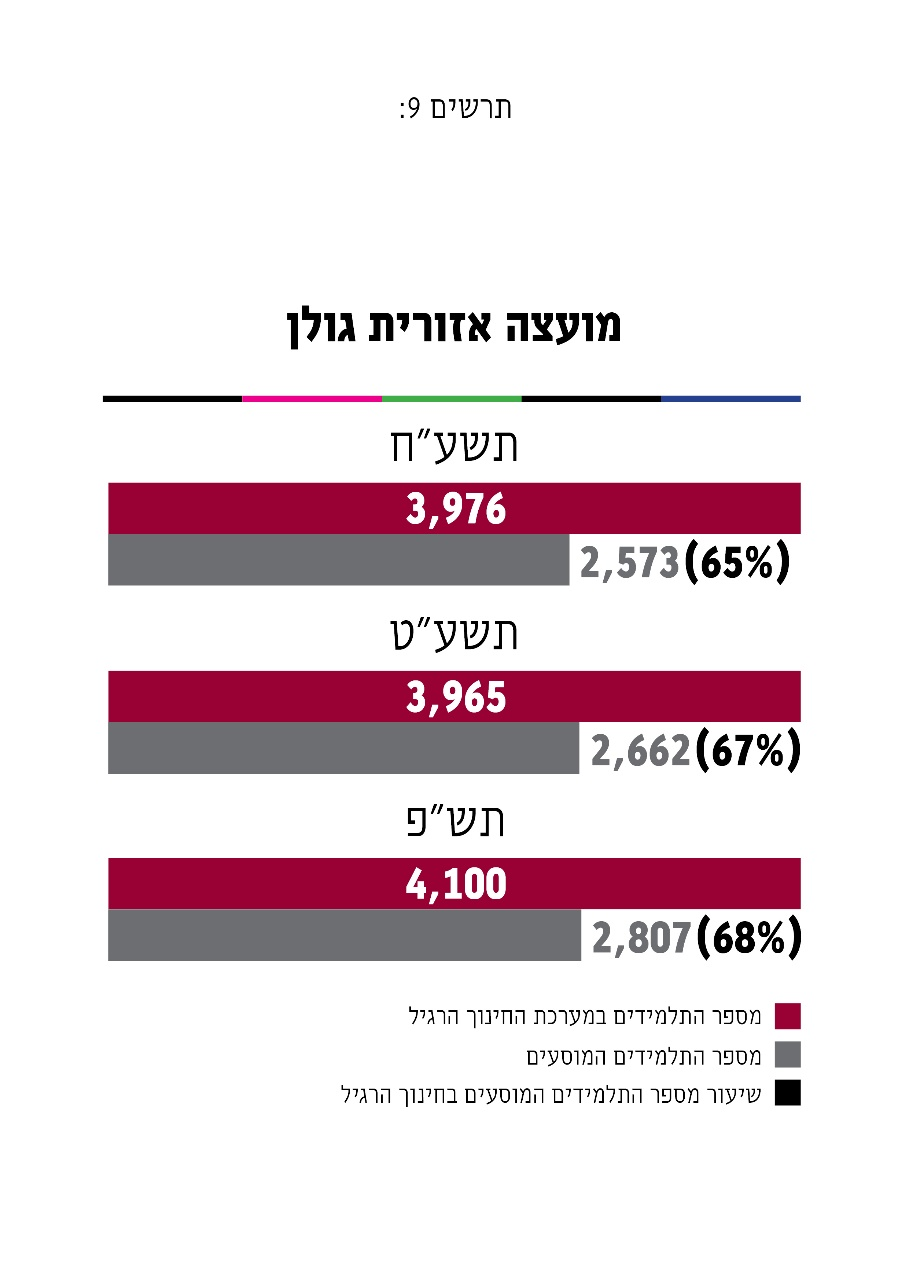 תרשים 9:
מועצה אזורית גולן
תשע״ח
3,976
2,573 (65%)
תשע״ט
3,965
2,662 (67%)
תש״פ
4,100
2,807 (68%)
מספר התלמידים במערכת החינוך הרגיל
מספר התלמידים המוסעים
שיעור מספר התלמידים המוסעים בחינוך הרגיל